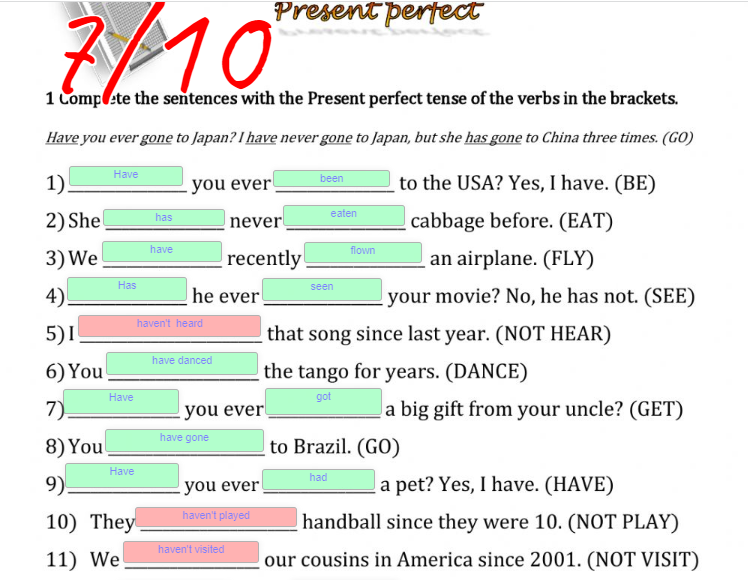 Present perfect
7/10
1 Complete the sentences with the Present perfect tense of the verbs in the brackets.
Have you ever gone to Japan? I have never gone to Japan, but she has gone to China three times. (GO)
1) Have you ever been to the USA? Yes, I have. (BE)
2) She has never eaten cabbage before. (EAT)
3) We have recently flown an airplane. (FLY)
4) Has he ever seen your movie? No, he has not. (SEE)
5) I haven't heard that song since last year. (NOT HEAR)
6) You have danced the tango for years. (DANCE)
7) Have you ever got a big gift from your uncle? (GET)
8) You have gone to Brazil. (GO)
9) Have you ever had a pet? Yes, I have. (HAVE)
10) They haven't played handball since they were 10. (NOT PLAY)
11) We haven't visited our cousins in America since 2001. (NOT VISIT)